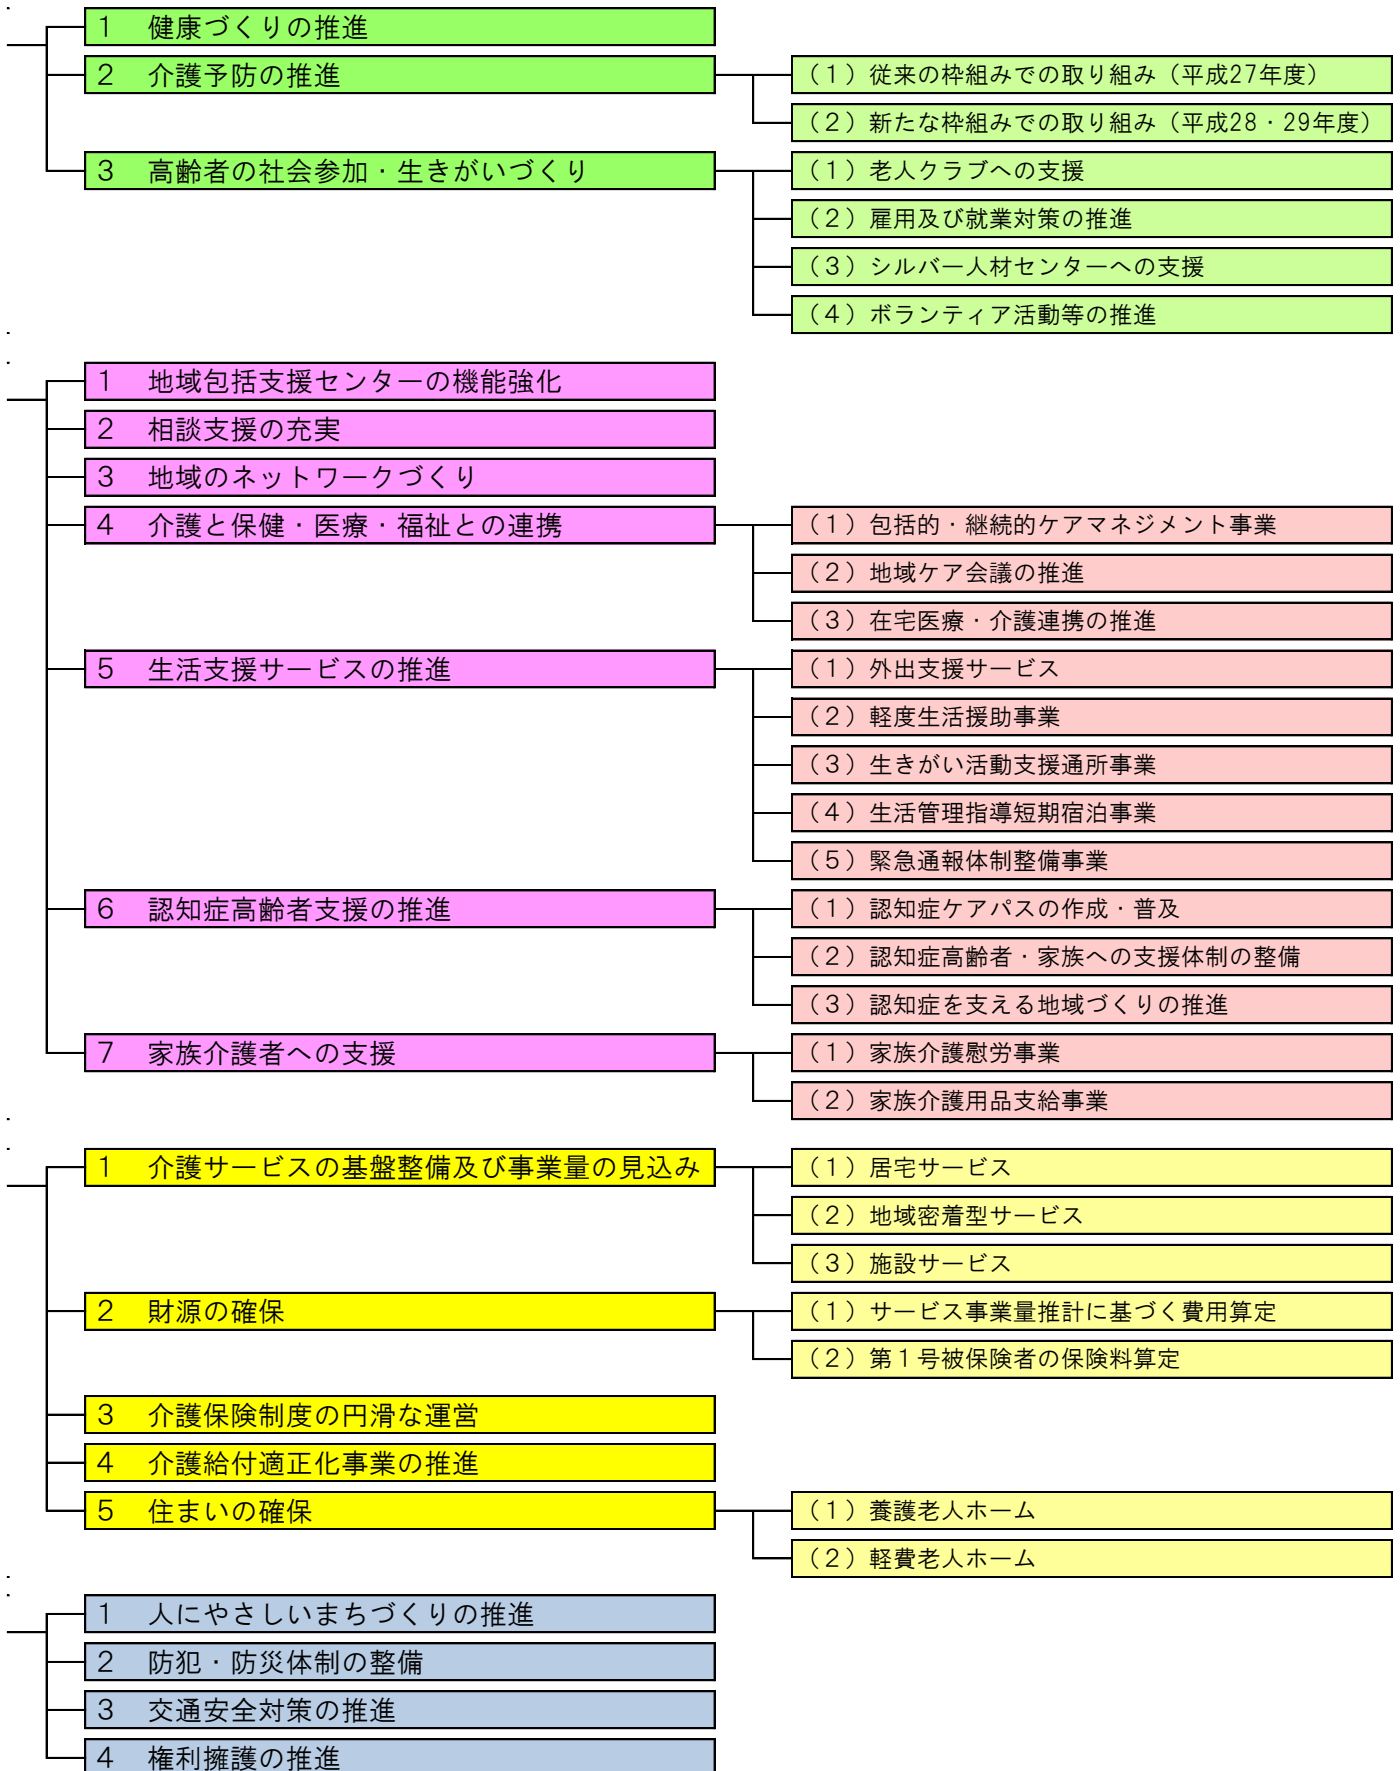 1 健康づくりの推進
2 介護予防の推進
（1）従来の枠組みでの取り組み（平成27年度）
（2）新たな枠組みでの取り組み（平成28・29年度）
3 高齢者の社会参加・生きがいづくり
（1）老人クラブへの支援
（2）雇用及び就業対策の推進
（3）シルバー人材センターへの支援
（4）ボランティア活動等の推進
1 地域包括支援センターの機能強化
2 相談支援の充実
3 地域のネットワークづくり
4 介護と保健・医療・福祉との連携
（1）包括的・継続的ケアマネジメント事業
（2）地域ケア会議の推進
（3）在宅医療・介護連携の推進
5 生活支援サービスの推進
（1）外出支援サービス
（2）軽度生活援助事業
（3）生きがい活動支援通所事業
（4）生活管理指導短期宿泊事業
（5）緊急通報体制整備事業
6 認知症高齢者支援の推進
（1）認知症ケアパスの作成・普及
（2）認知症高齢者・家族への支援体制の整備
（3）認知症を支える地域づくりの推進
7 家族介護者への支援
（1）家族介護慰労事業
（2）家族介護用品支給事業
1 介護サービスの基盤整備及び事業量の見込み
（1）居宅サービス
（2）地域密着型サービス
（3）施設サービス
2 財源の確保
（1）サービス事業量推計に基づく費用算定
（2）第1号被保険者の保険料算定
3 介護保険制度の円滑な運営
4 介護給付適正化事業の推進
5 住まいの確保
（1）養護老人ホーム
（2）軽費老人ホーム
1 人にやさしいまちづくりの推進
2 防犯・防災体制の整備
3 交通安全対策の推進
4 権利擁護の推進